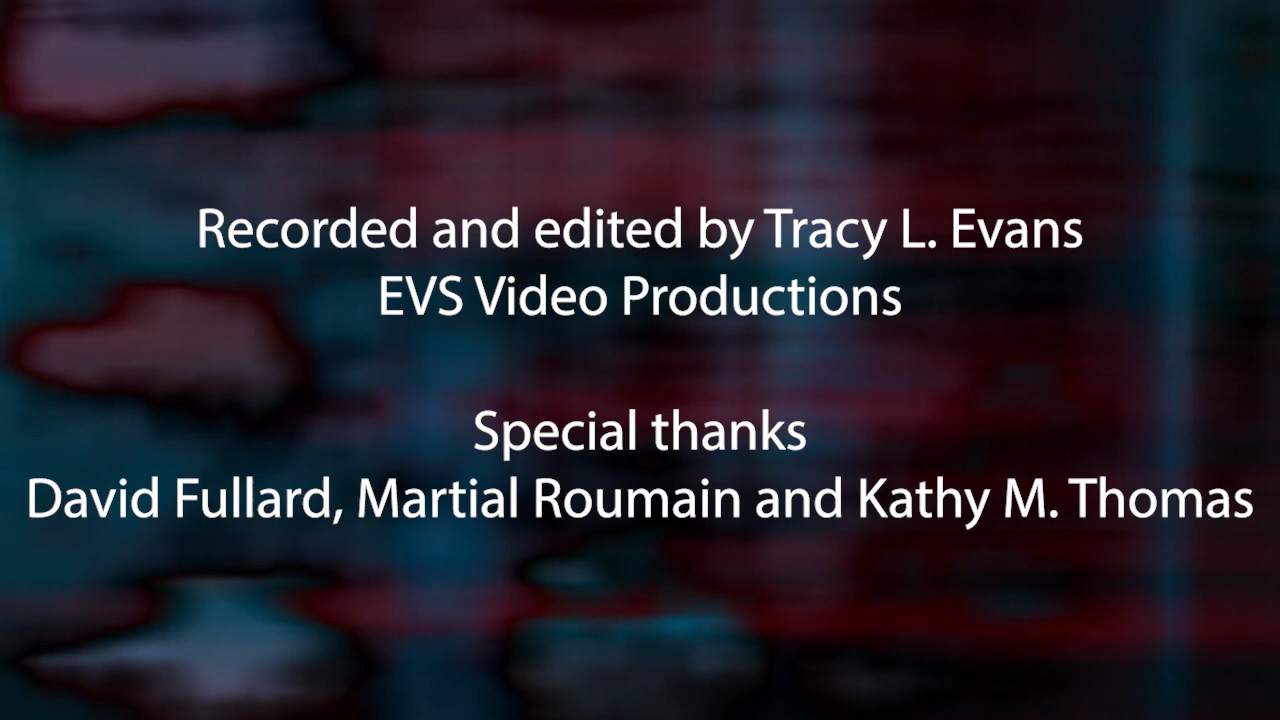 Recorded and edited by Tracy L. Evans
EVS Video Productions
Special thanks
David Fullard, Martial Roumain and Kathy M. Thomas